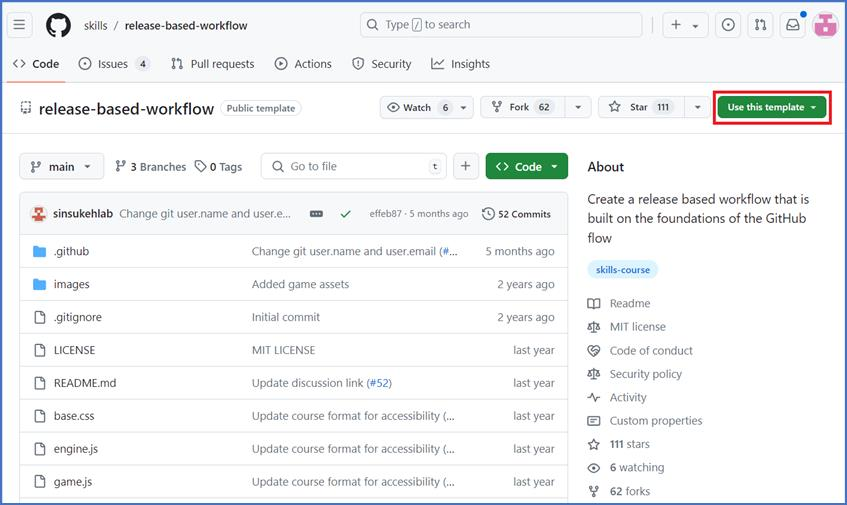 skills / release-based-workflow
Type / to search
Code Issues 4 Pull requests Actions Security Insights
release-based-workflow Public template Watch 6 Fork 62 Star 111 Use this template
main 3 Branches 0 Tags Go to file t Code
sinsukehlab Change git user.name and user.e... effeb87 · 5 months ago 52 Commits
.github Change git user.name and user.email (#... 5 months ago
images Added game assets 2 years ago
.gitignore Initial commit 2 years ago
LICENSE MIT LICENSE last year
README.md Update discussion link (#52) last year
base.css Update course format for accessibility (... last year
engine.js Update course format for accessibility (... last year
game.js Update course format for accessibility (... last year
About
Create a release based workflow that is
built on the foundations of the GitHub
flow
skills-course
Readme
MIT license
Code of conduct
Security policy
Activity
Custom properties
111 stars
6 watching
62 forks